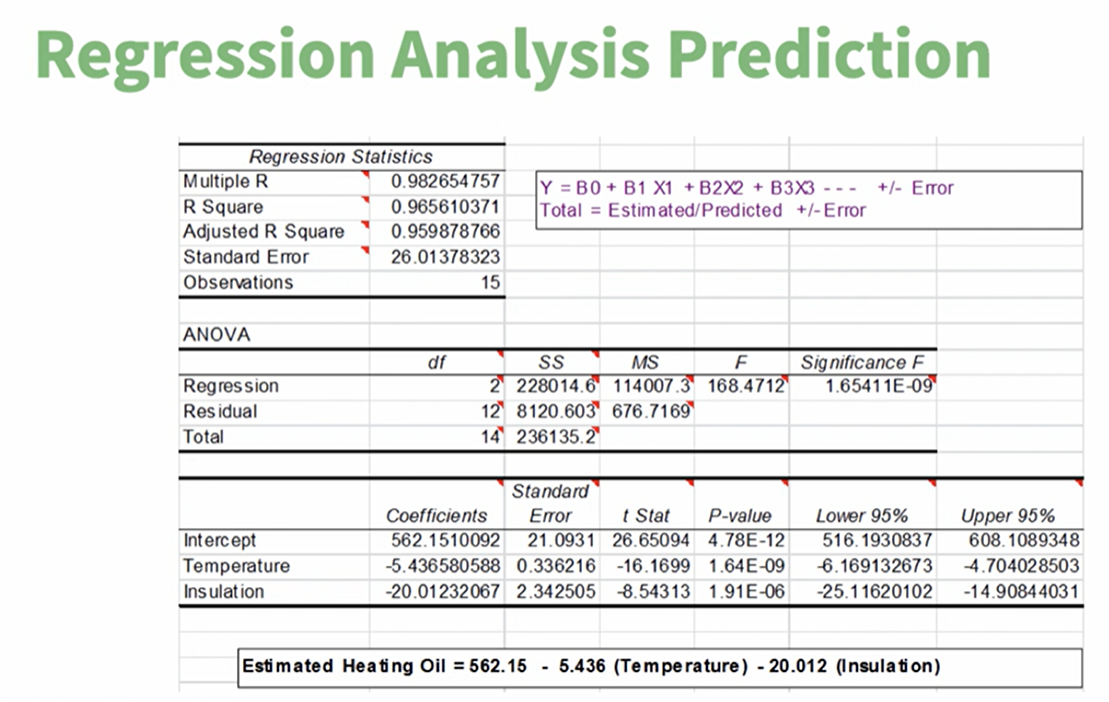 Regression Analysis Prediction
Regression Statistics
Multiple R 0.982654757
R Square 0.965610371
Adjusted R Square 0.959878766
Standard Error 26.01378323
Observations 15
Y = B0 + B1 X1 + B2X2 + B3X3 - - - +/- Error
Total = Estimated/Predicted +/- Error
ANOVA
df SS MS F Significance F
Regression 2 228014.6 114007.3 168.4712 1.65411E-09
Residual 12 8120.603 676.7169
Total 14 236135.2
Coefficients Standard Error t Stat P-value Lower 95% Upper 95%
Intercept 562.1510092 21.0931 26.65094 4.78E-12 516.1930837 608.1089348
Temperature -5.436580588 0.336216 -16.1699 1.64E-09 -6.169132673 -4.704028503
Insulation -20.01232067 2.342505 -8.54313 1.91E-06 -25.11620102 -14.90844031
Estimated Heating Oil = 562.15 - 5.436 (Temperature) - 20.012 (Insulation)